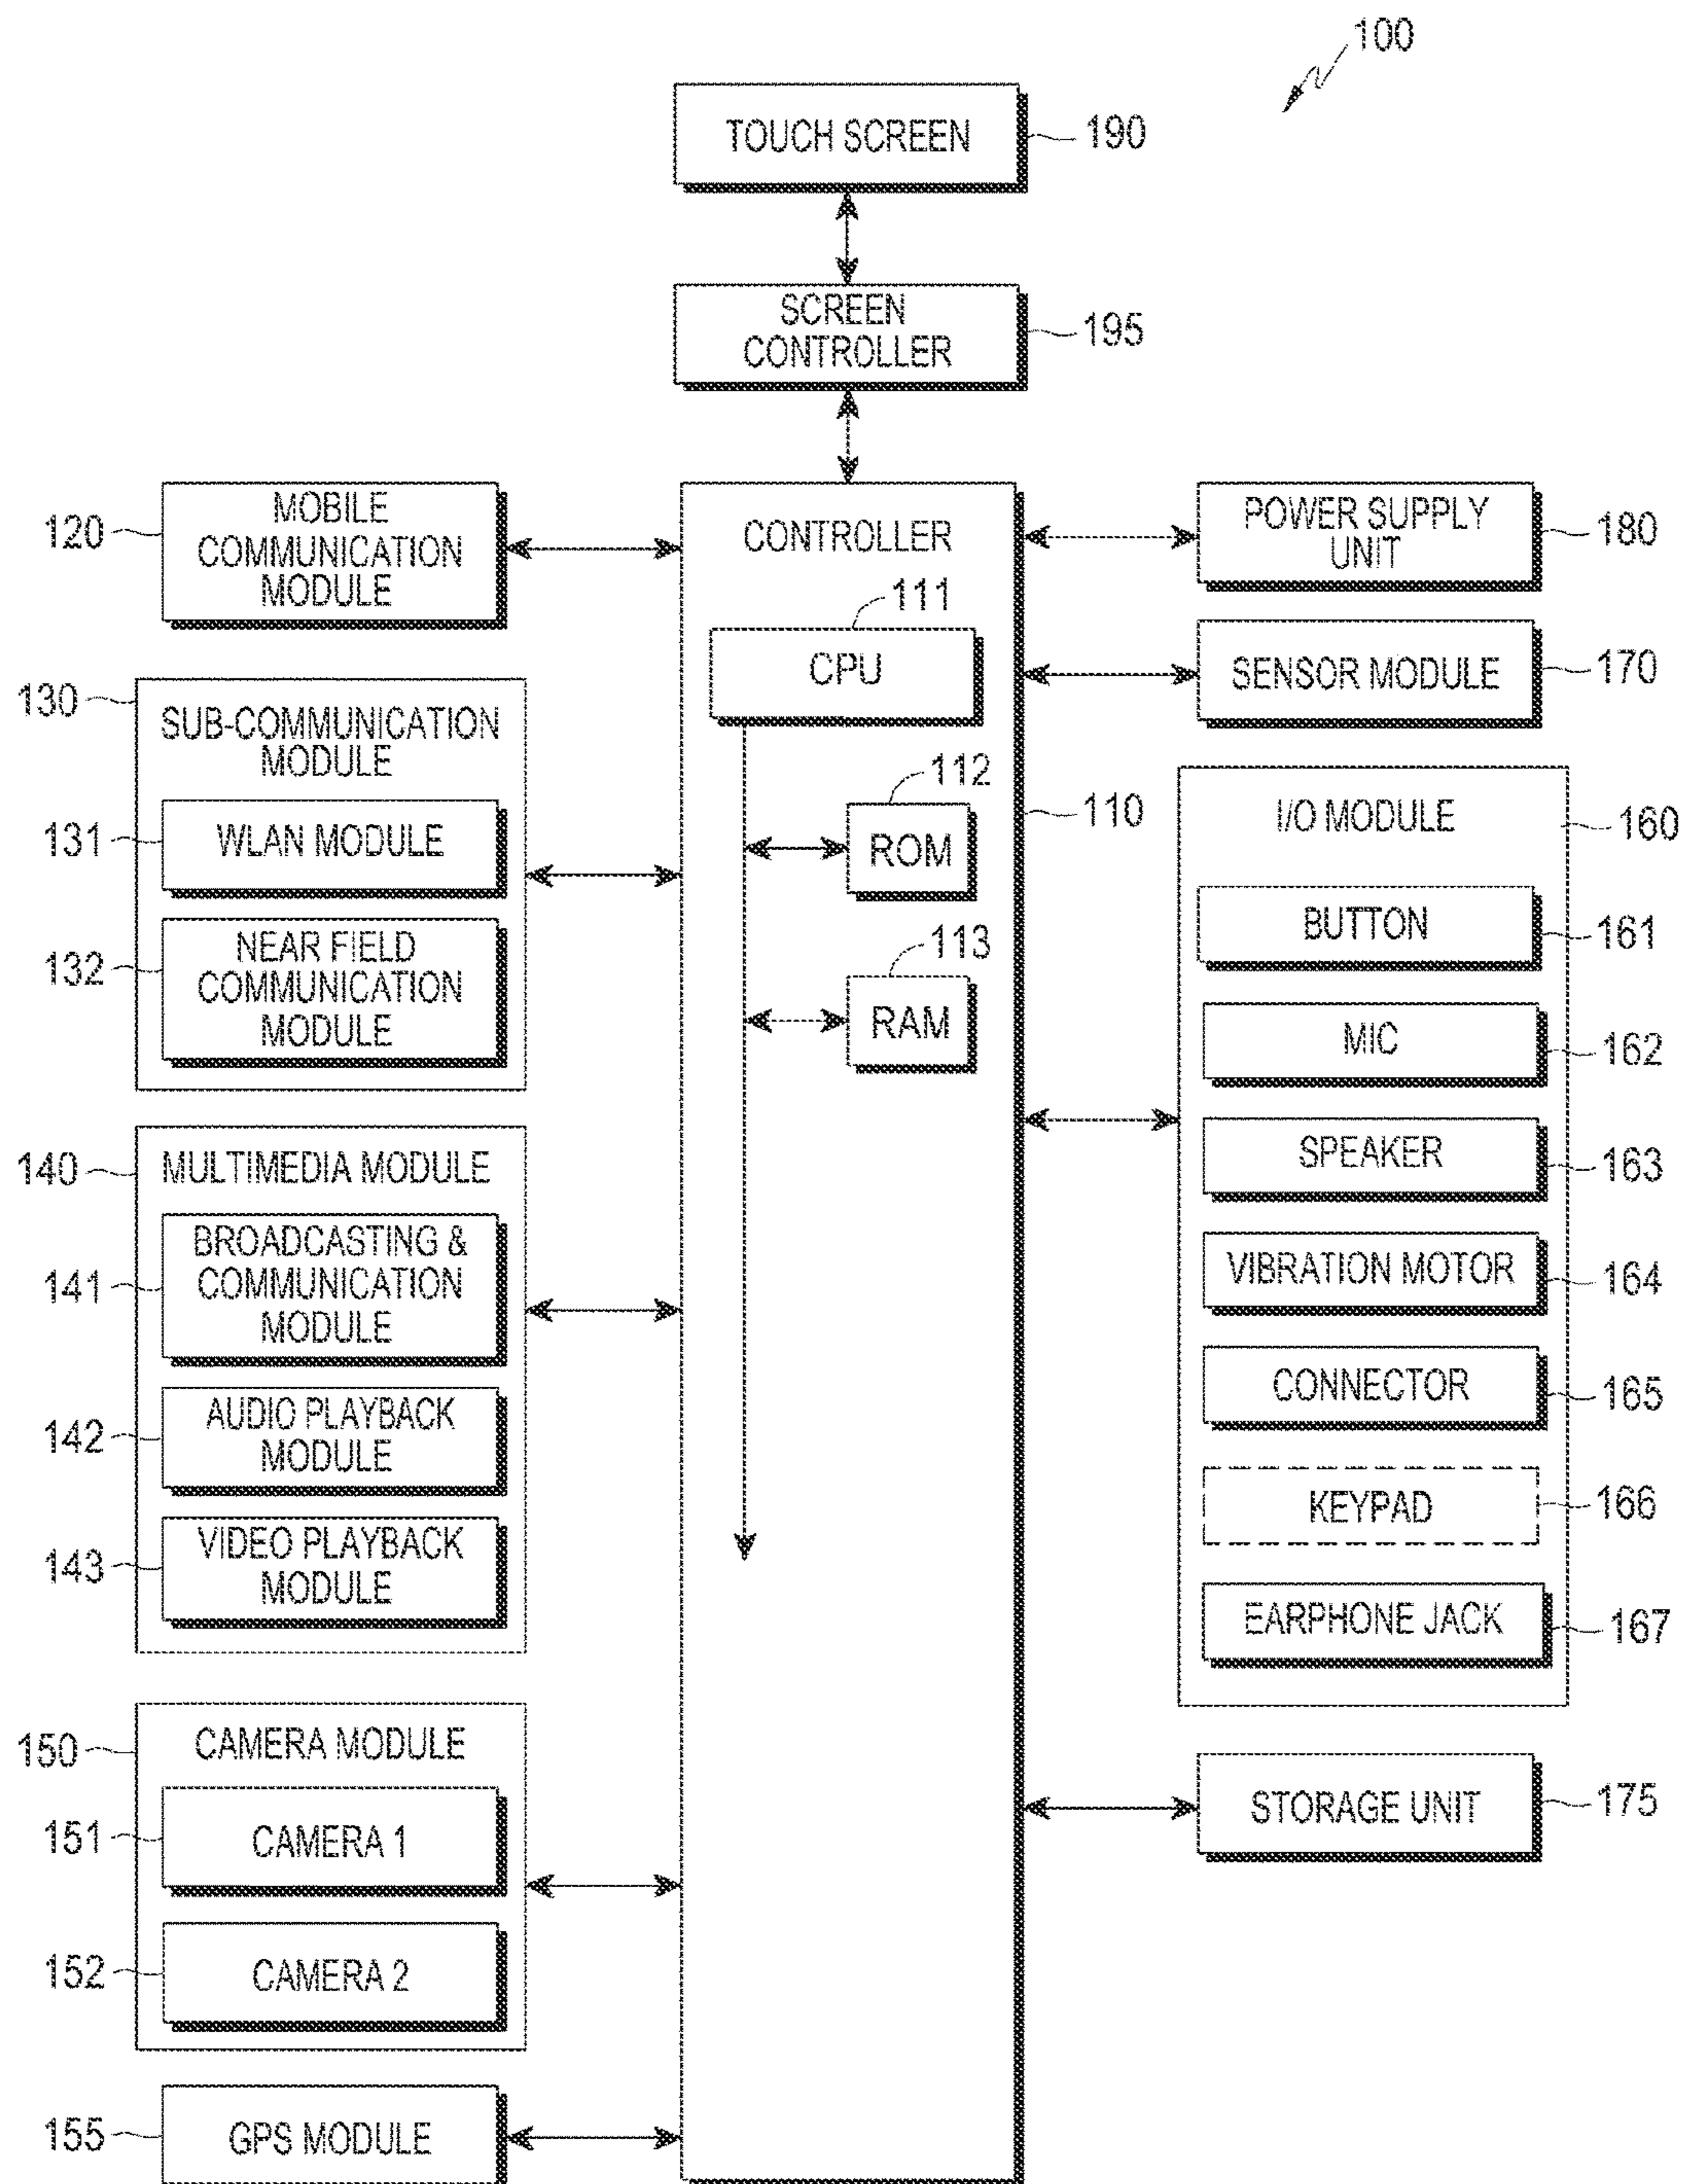 100
TOUCH SCREEN
190
SCREEN
CONTROLLER
195
120
MOBILE
COMMUNICATION
MODULE
130
SUB-COMMUNICATION
MODULE
131
WLAN MODULE
132
NEAR FIELD
COMMUNICATION
MODULE
140
MULTIMEDIA MODULE
141
BROADCASTING &
COMMUNICATION
MODULE
142
AUDIO PLAYBACK
MODULE
143
VIDEO PLAYBACK
MODULE
150
CAMERA MODULE
151
CAMERA 1
152
CAMERA 2
155
GPS MODULE
CONTROLLER
111
CPU
112
ROM
113
RAM
110
POWER SUPPLY
UNIT
180
SENSOR MODULE
170
I/O MODULE
160
BUTTON
161
MIC
162
SPEAKER
163
VIBRATION MOTOR
164
CONNECTOR
165
KEYPAD
166
EARPHONE JACK
167
STORAGE UNIT
175